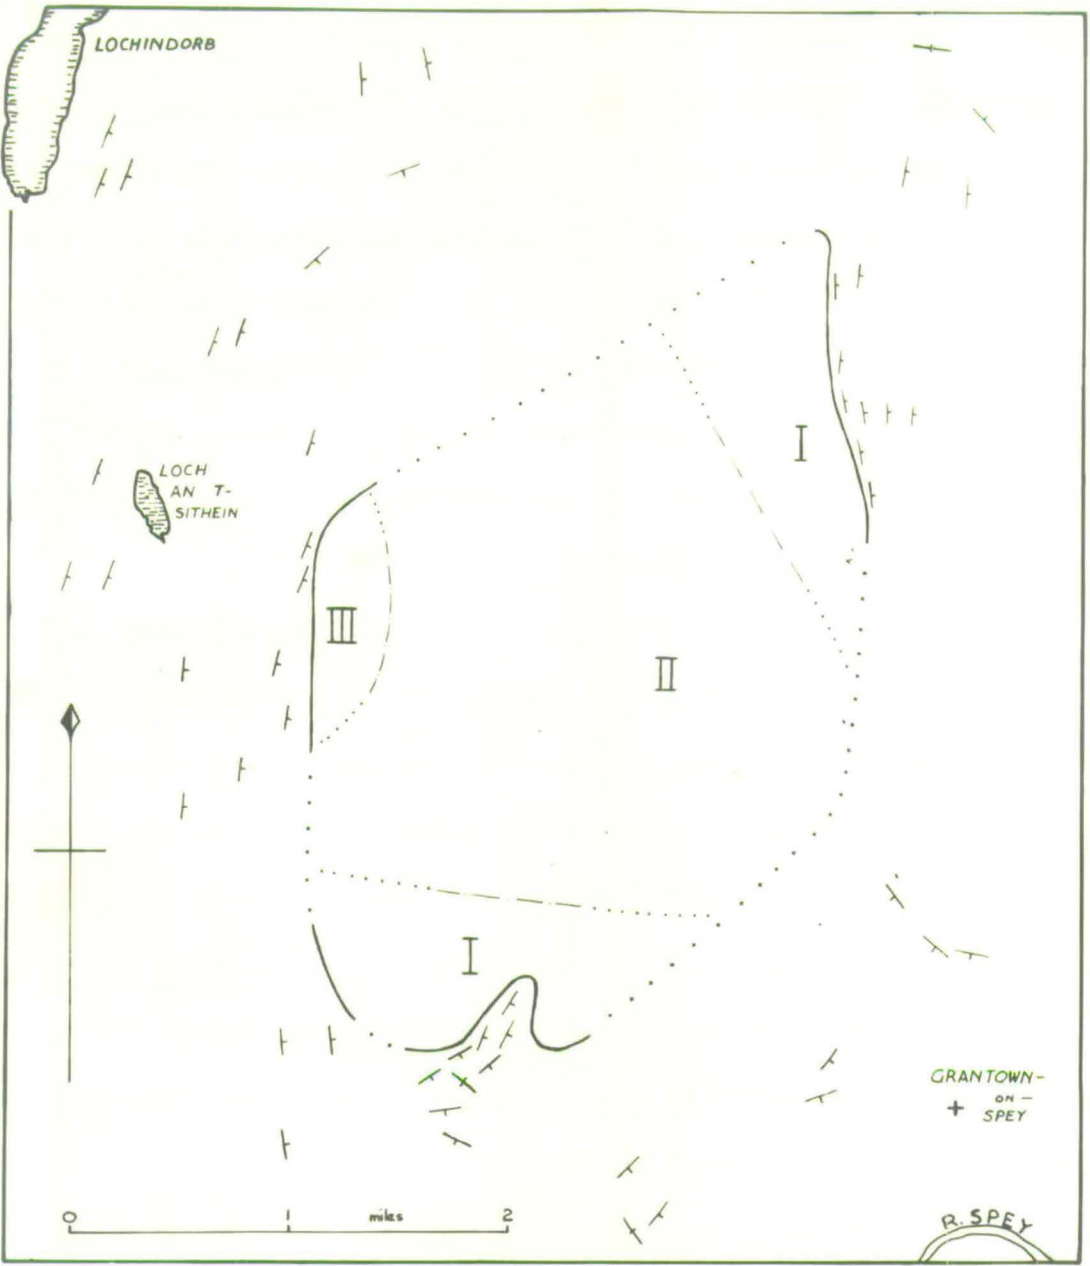 LOCHINDORB
I
LOCH
AN T-
SITHEIN
III
II
I
GRANTOWN-
ON-
SPEY
0 1 miles 2
R. SPEY